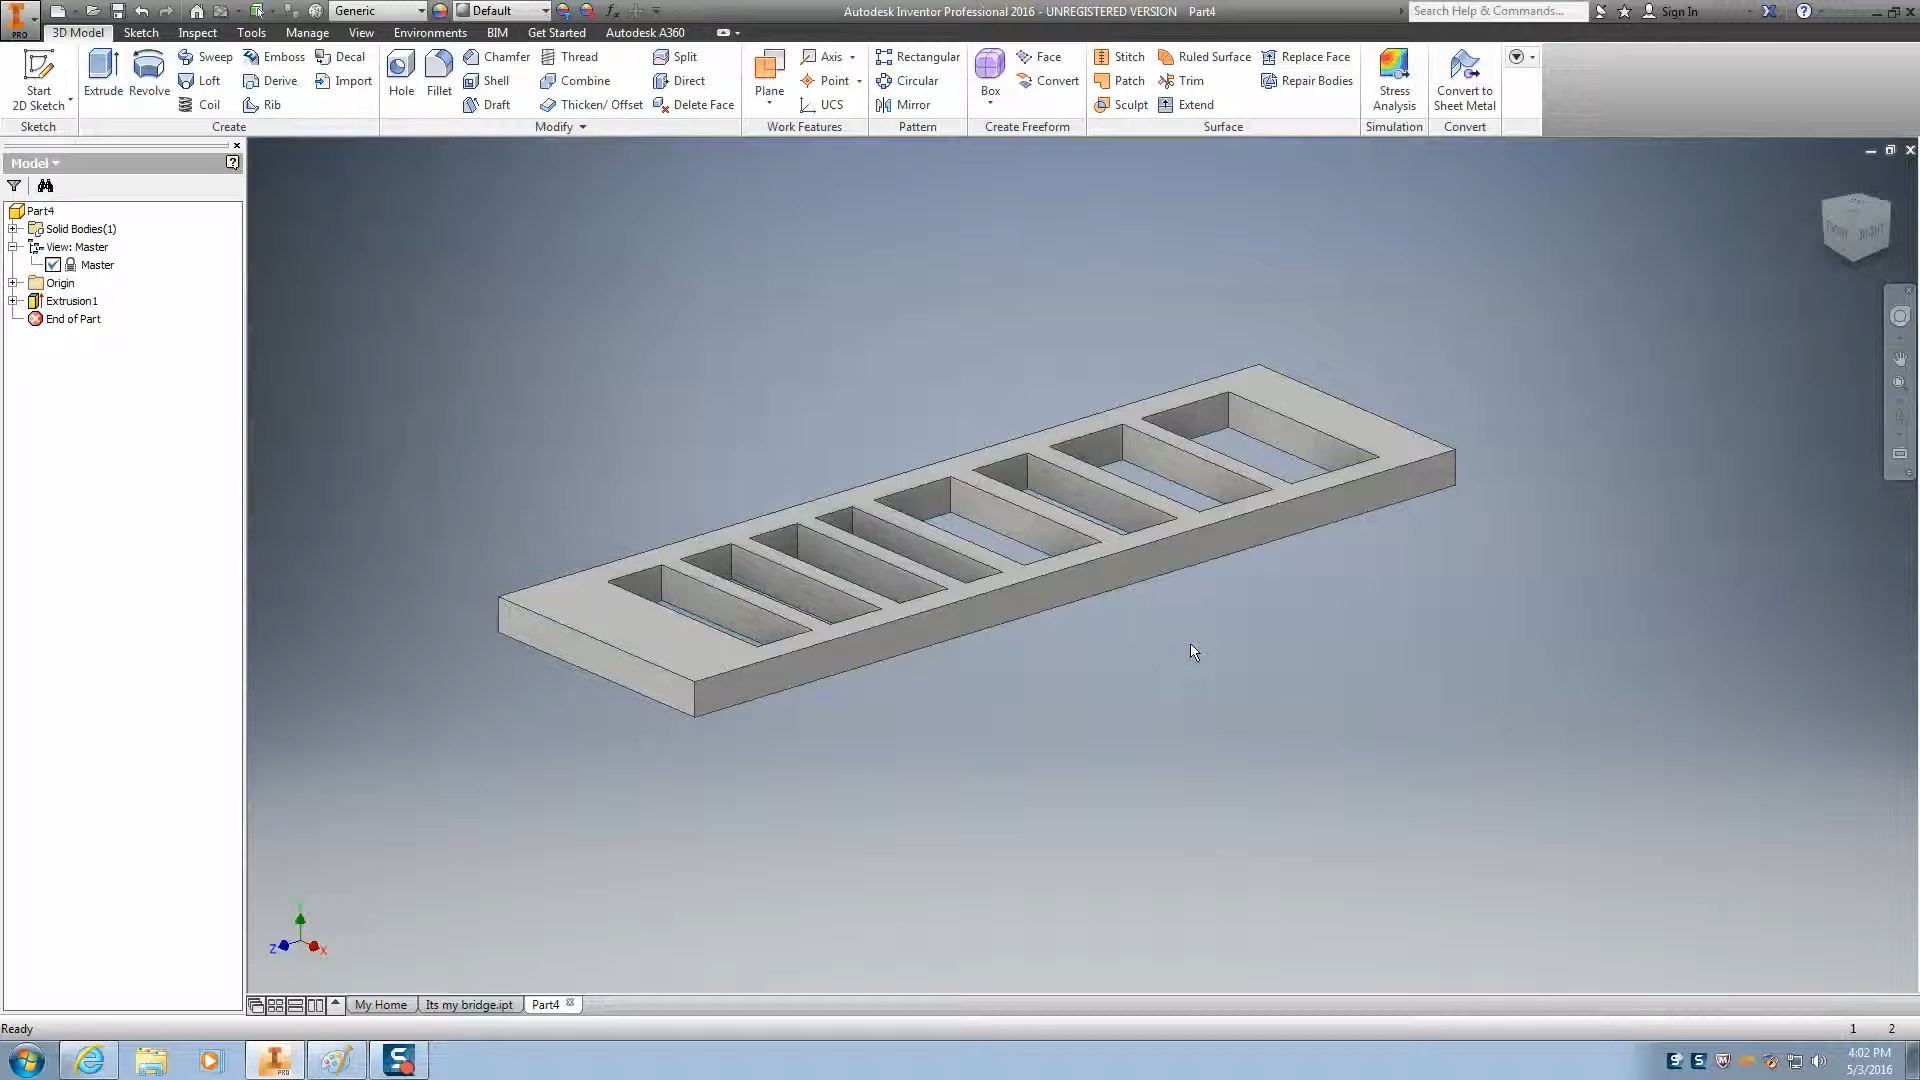 Generic
Default
Autodesk Inventor Professional 2016 - UNREGISTERED VERSION Part4
Search Help & Commands...
Sign In
PRO
3D Model
Sketch
Inspect
Tools
Manage
View
Environments
BIM
Get Started
Autodesk A360
Start
2D Sketch
Extrude
Revolve
Sweep
Loft
Coil
Emboss
Derive
Rib
Decal
Import
Hole
Fillet
Chamfer
Shell
Draft
Thread
Combine
Thicken/ Offset
Split
Direct
Delete Face
Plane
Axis
Point
UCS
Rectangular
Circular
Mirror
Box
Face
Convert
Stitch
Patch
Sculpt
Ruled Surface
Trim
Extend
Replace Face
Repair Bodies
Stress
Analysis
Convert to
Sheet Metal
Sketch
Create
Modify
Work Features
Pattern
Create Freeform
Surface
Simulation
Convert
Model
Part4
Solid Bodies(1)
View: Master
Master
Origin
Extrusion1
End of Part
RIGHT
Z
X
My Home
Its my bridge.ipt
Part4
Ready
1 2
4:02 PM
5/3/2016